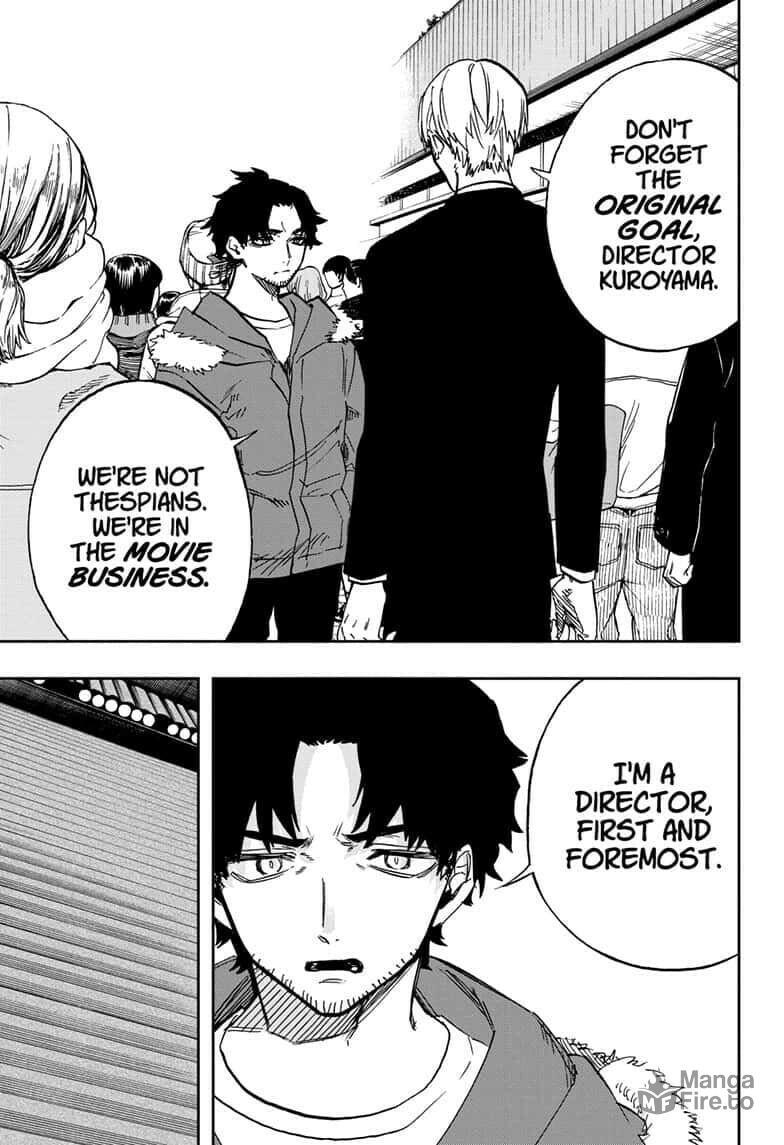 DON'T
FORGET
THE
ORIGINAL
GOAL,
DIRECTOR
KUROYAMA.
WE'RE NOT
THESPIANS.
WE'RE IN
THE MOVIE
BUSINESS.
I'M A
DIRECTOR,
FIRST AND
FOREMOST.
MF
Manga
Fire.to